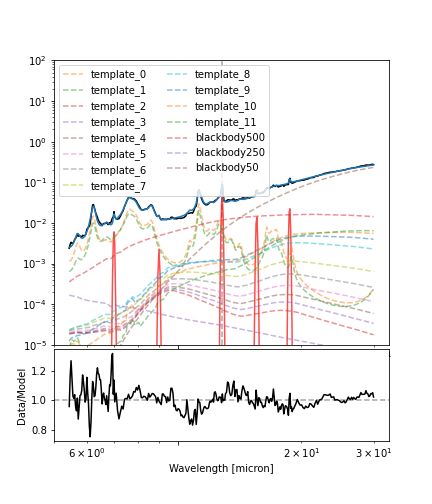 10²
10¹
10⁰
10⁻¹
10⁻²
10⁻³
10⁻⁴
10⁻⁵
template_0
template_1
template_2
template_3
template_4
template_5
template_6
template_7
template_8
template_9
template_10
template_11
blackbody500
blackbody250
blackbody50
Data/Model
1.2
1.0
0.8
6 × 10⁰
2 × 10¹
3 × 10¹
Wavelength [micron]